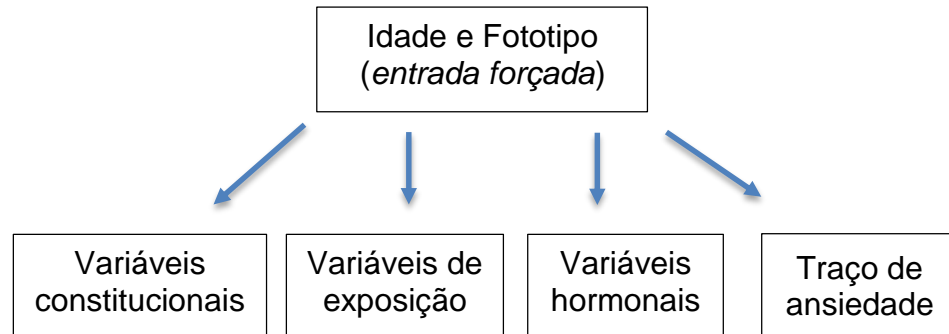 Idade e Fototipo
(entrada forçada)
Variáveis
constitucionais
Variáveis de
exposição
Variáveis
hormonais
Traço de
ansiedade